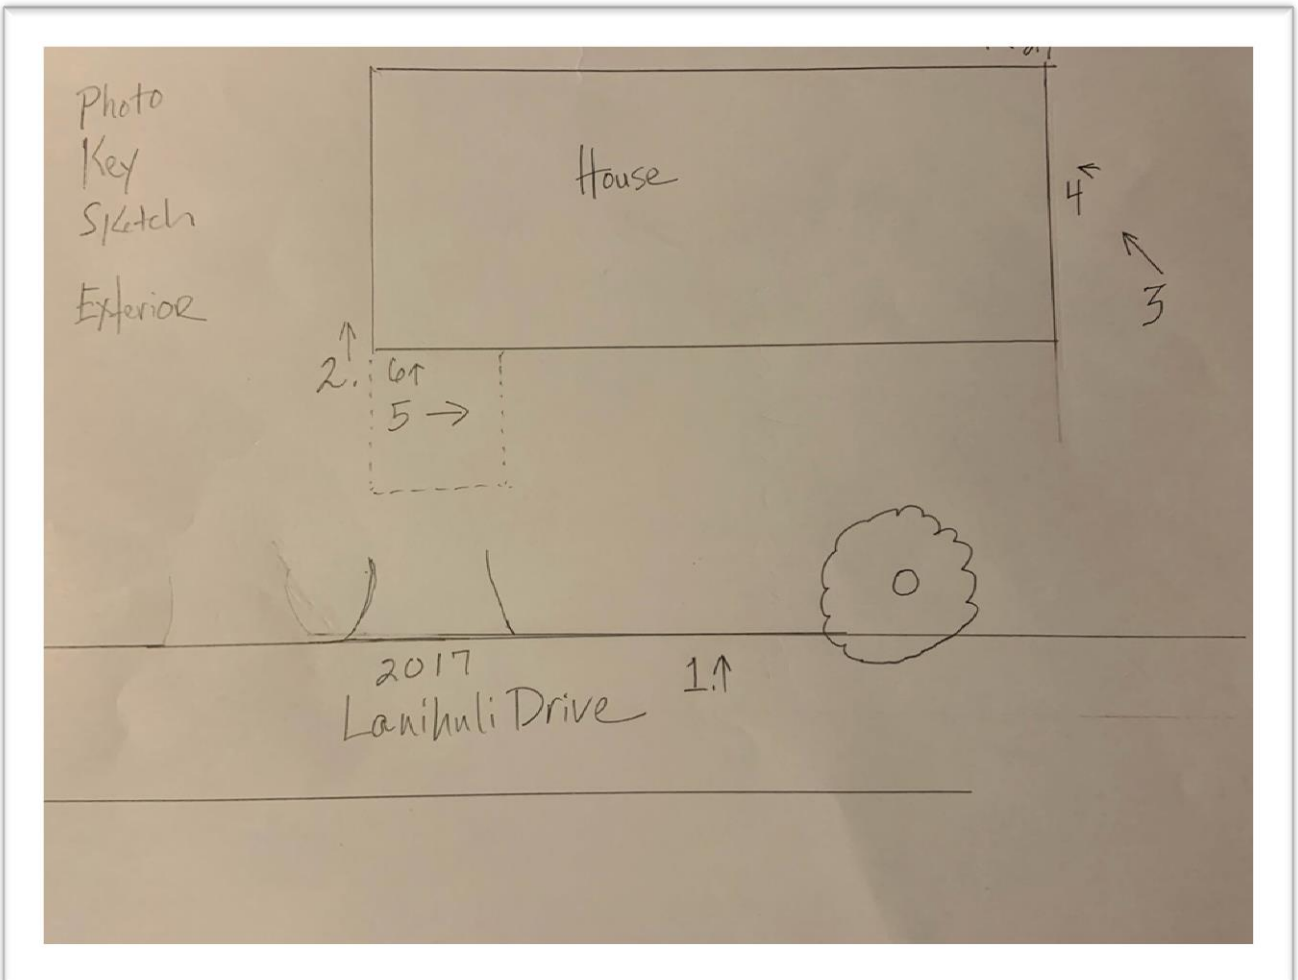 Photo
Key
Sketch
Exterior
House
4
3
2.
6↑
5 →
2017
1.↑
Lanihuli Drive